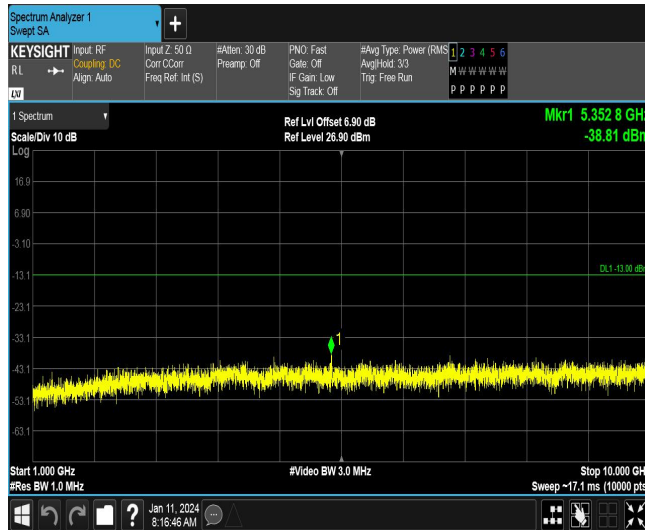 Spectrum Analyzer 1
Swept SA
+
KEYSIGHT
RL
LXI
Input: RF
Coupling: DC
Align: Auto
Input Z: 50 Ω
Corr CCorr
Freq Ref: Int (S)
#Atten: 30 dB
Preamp: Off
PNO: Fast
Gate: Off
IF Gain: Low
Sig Track: Off
#Avg Type: Power (RMS
Avg|Hold: 3/3
Trig: Free Run
1 2 3 4 5 6
M W W W W W
P P P P P P
1 Spectrum
Scale/Div 10 dB
Log
Ref Lvl Offset 6.90 dB
Ref Level 26.90 dBm
Mkr1 5.352 8 GHz
-38.81 dBm
16.9
6.90
-3.10
-13.1
-23.1
-33.1
-43.1
-53.1
-63.1
DL1 -13.00 dBm
1
Start 1.000 GHz
#Res BW 1.0 MHz
#Video BW 3.0 MHz
Stop 10.000 GHz
Sweep ~17.1 ms (10000 pts
?
Jan 11, 2024
8:16:46 AM